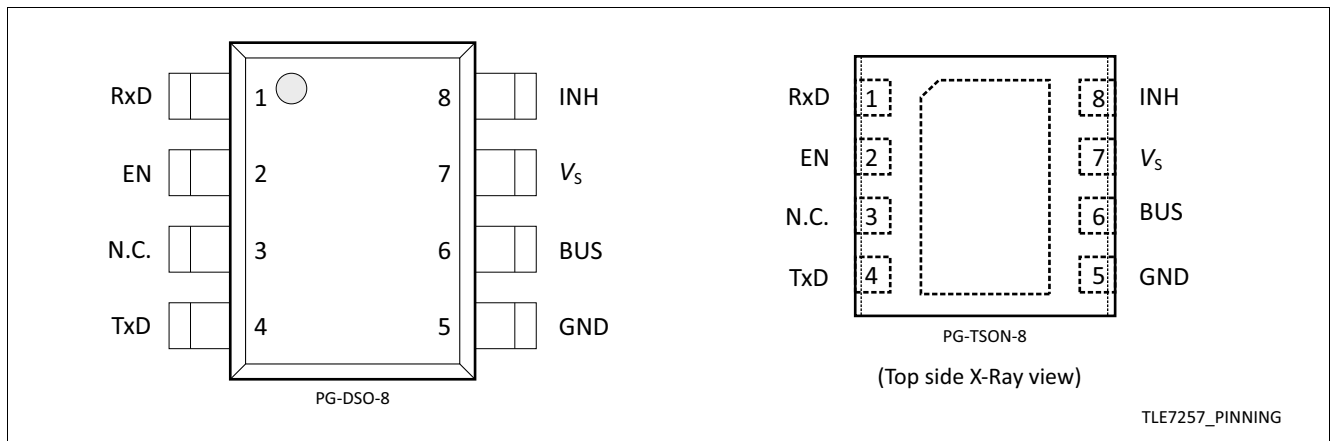 RxD 1 8 INH
EN 2 7 VS
N.C. 3 6 BUS
TxD 4 5 GND
PG-DSO-8
RxD 1 8 INH
EN 2 7 VS
N.C. 3 6 BUS
TxD 4 5 GND
PG-TSON-8
(Top side X-Ray view)
TLE7257_PINNING